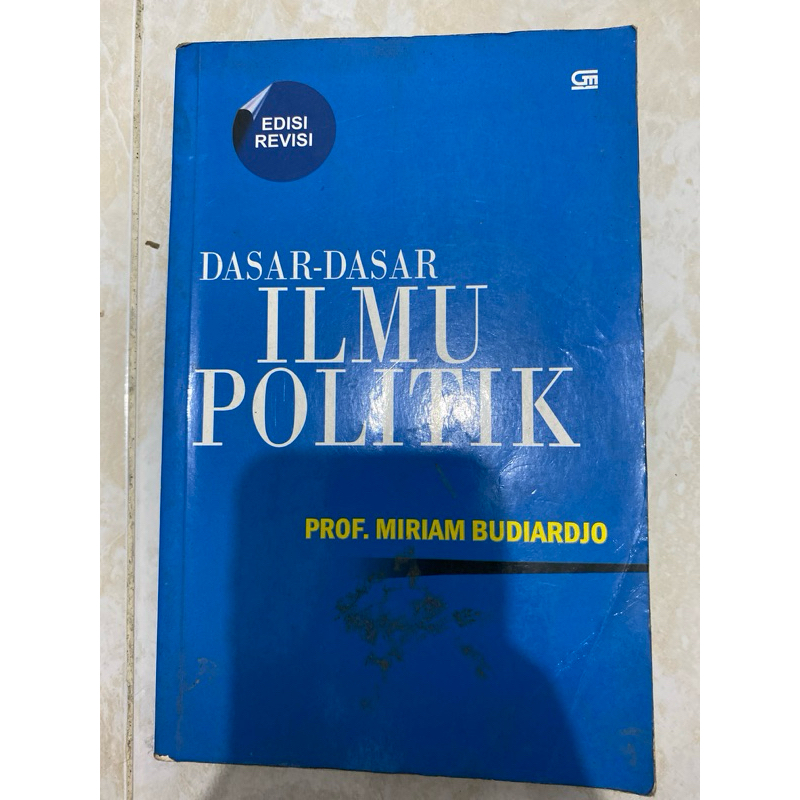 EDISI
REVISI
DASAR-DASAR
ILMU
POLITIK
PROF. MIRIAM BUDIARDJO